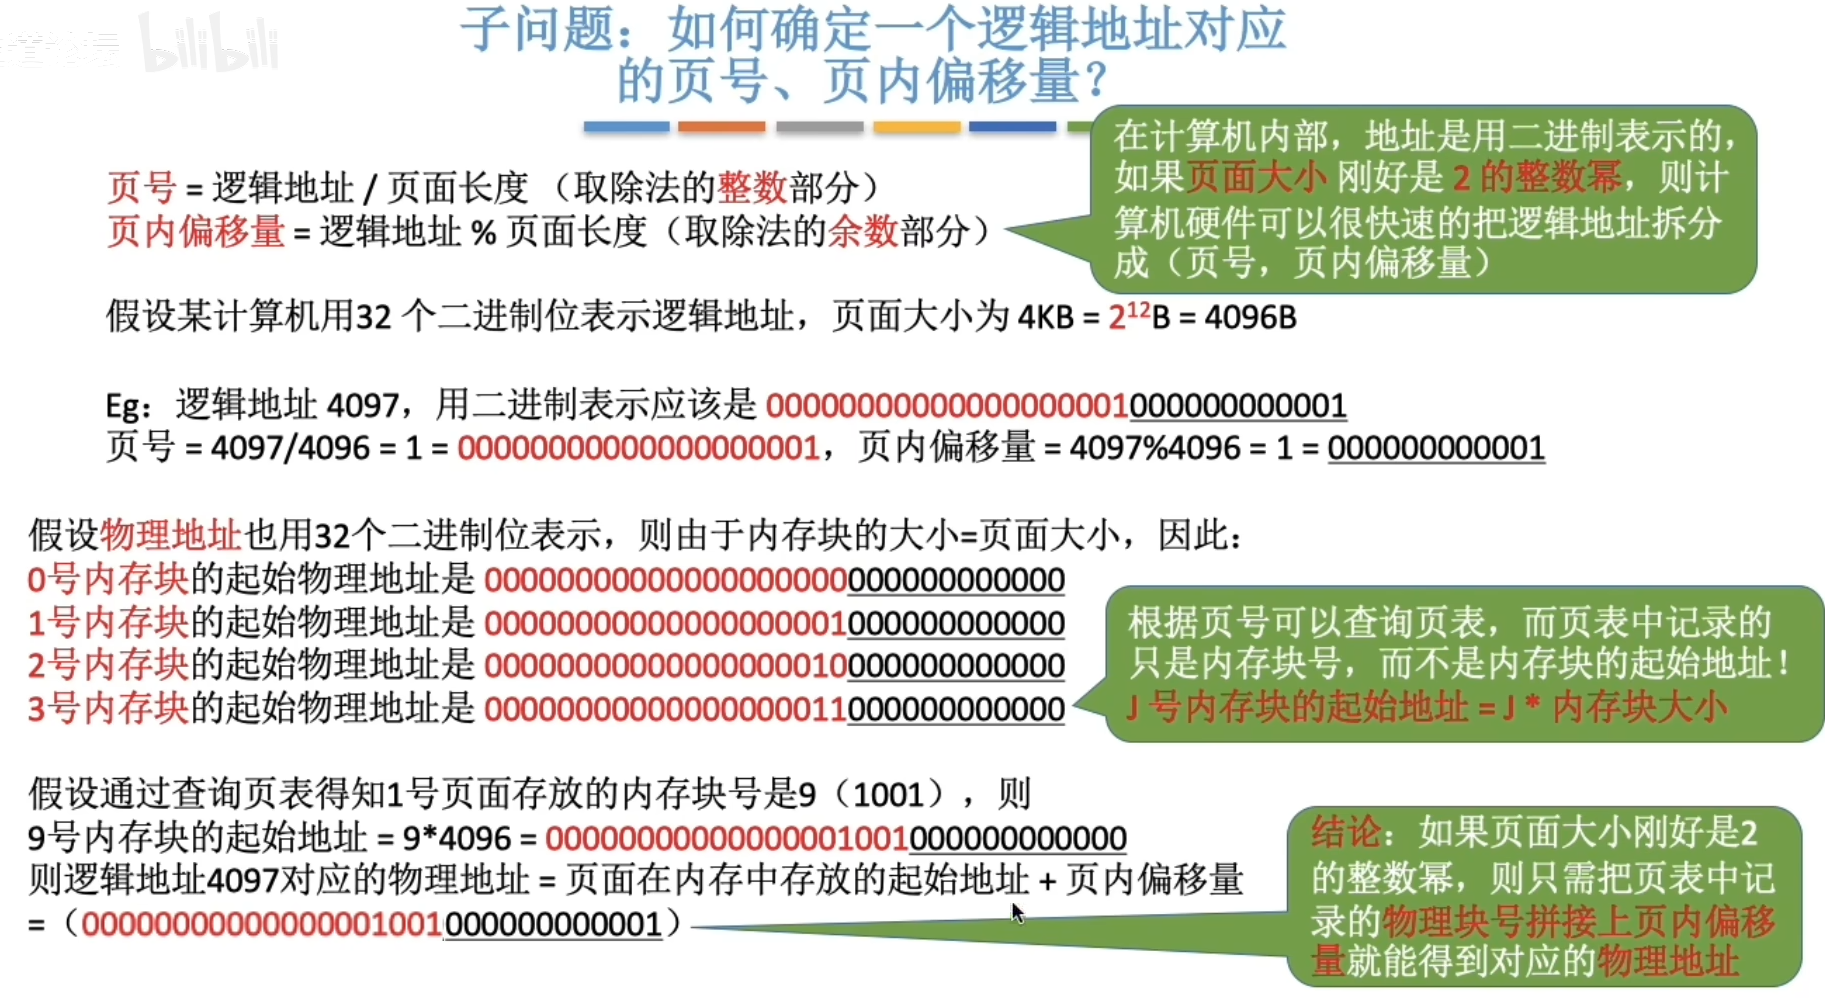 bilibili
子问题：如何确定一个逻辑地址对应
的页号、页内偏移量？
在计算机内部，地址是用二进制表示的，
如果页面大小 刚好是 2 的整数幂，则计
算机硬件可以很快速的把逻辑地址拆分
成（页号，页内偏移量）
页号 = 逻辑地址 / 页面长度 （取除法的整数部分）
页内偏移量 = 逻辑地址 % 页面长度（取除法的余数部分）
假设某计算机用32 个二进制位表示逻辑地址，页面大小为 4KB = 2¹²B = 4096B
Eg：逻辑地址 4097，用二进制表示应该是 00000000000000000001000000000001
页号 = 4097/4096 = 1 = 00000000000000000001，页内偏移量 = 4097%4096 = 1 = 000000000001
假设物理地址也用32个二进制位表示，则由于内存块的大小=页面大小，因此：
0号内存块的起始物理地址是 00000000000000000000000000000000
1号内存块的起始物理地址是 00000000000000000001000000000000
2号内存块的起始物理地址是 00000000000000000010000000000000
3号内存块的起始物理地址是 00000000000000000011000000000000
根据页号可以查询页表，而页表中记录的
只是内存块号，而不是内存块的起始地址！
J 号内存块的起始地址 = J * 内存块大小
假设通过查询页表得知1号页面存放的内存块号是9（1001），则
9号内存块的起始地址 = 9*4096 = 00000000000000001001000000000000
则逻辑地址4097对应的物理地址 = 页面在内存中存放的起始地址 + 页内偏移量
=（00000000000000001001000000000001）
结论：如果页面大小刚好是2
的整数幂，则只需把页表中记
录的物理块号拼接上页内偏移
量就能得到对应的物理地址